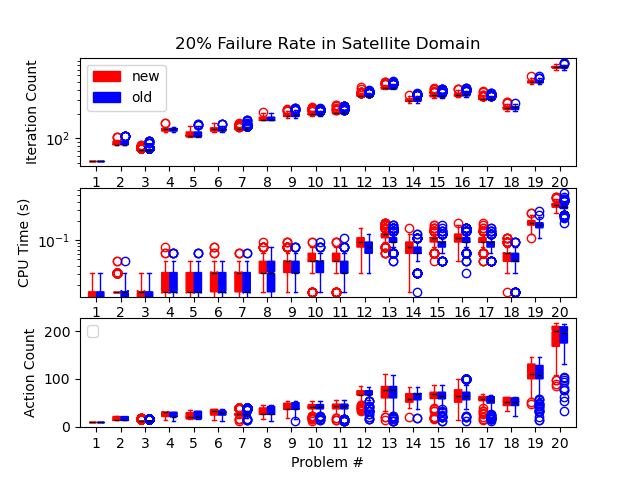 20% Failure Rate in Satellite Domain
Iteration Count
new
old
10²
1 2 3 4 5 6 7 8 9 10 11 12 13 14 15 16 17 18 19 20
CPU Time (s)
10⁻¹
1 2 3 4 5 6 7 8 9 10 11 12 13 14 15 16 17 18 19 20
Action Count
200
100
0
1 2 3 4 5 6 7 8 9 10 11 12 13 14 15 16 17 18 19 20
Problem #